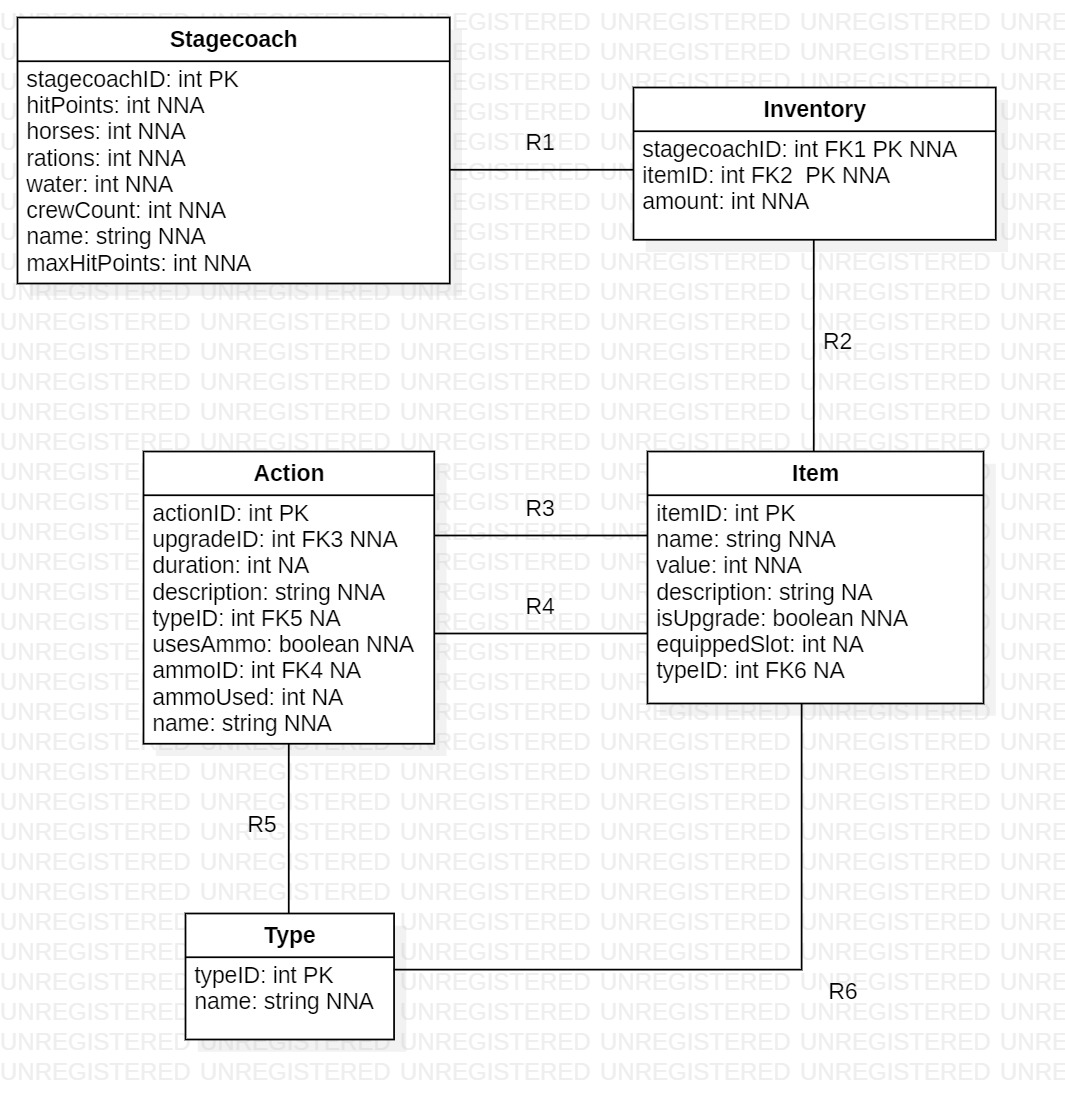 Stagecoach
stagecoachID: int PK
hitPoints: int NNA
horses: int NNA
rations: int NNA
water: int NNA
crewCount: int NNA
name: string NNA
maxHitPoints: int NNA
R1
Inventory
stagecoachID: int FK1 PK NNA
itemID: int FK2  PK NNA
amount: int NNA
R2
Action
actionID: int PK
upgradeID: int FK3 NNA
duration: int NA
description: string NNA
typeID: int FK5 NA
usesAmmo: boolean NNA
ammoID: int FK4 NA
ammoUsed: int NA
name: string NNA
R3
R4
Item
itemID: int PK
name: string NNA
value: int NNA
description: string NA
isUpgrade: boolean NNA
equippedSlot: int NA
typeID: int FK6 NA
R5
Type
typeID: int PK
name: string NNA
R6
UNREGISTERED